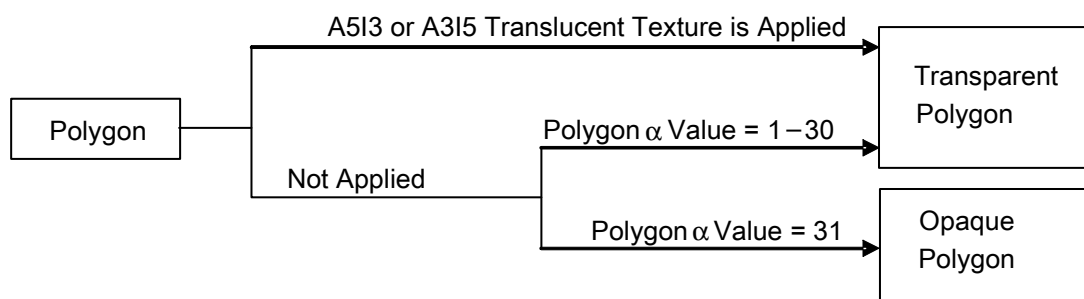 A5I3 or A3I5 Translucent Texture is Applied
Transparent
Polygon
Polygon
Polygon α Value = 1–30
Not Applied
Polygon α Value = 31
Opaque
Polygon